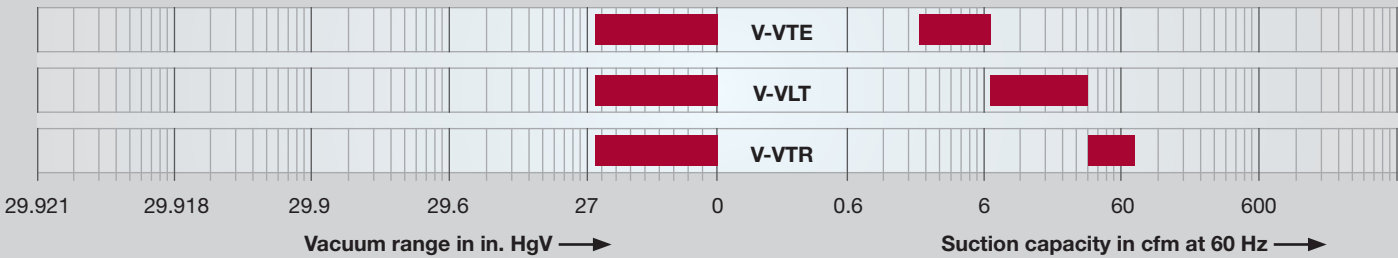 V-VTE
V-VLT
V-VTR
29.921 29.918 29.9 29.6 27 0 0.6 6 60 600
Vacuum range in in. HgV Suction capacity in cfm at 60 Hz